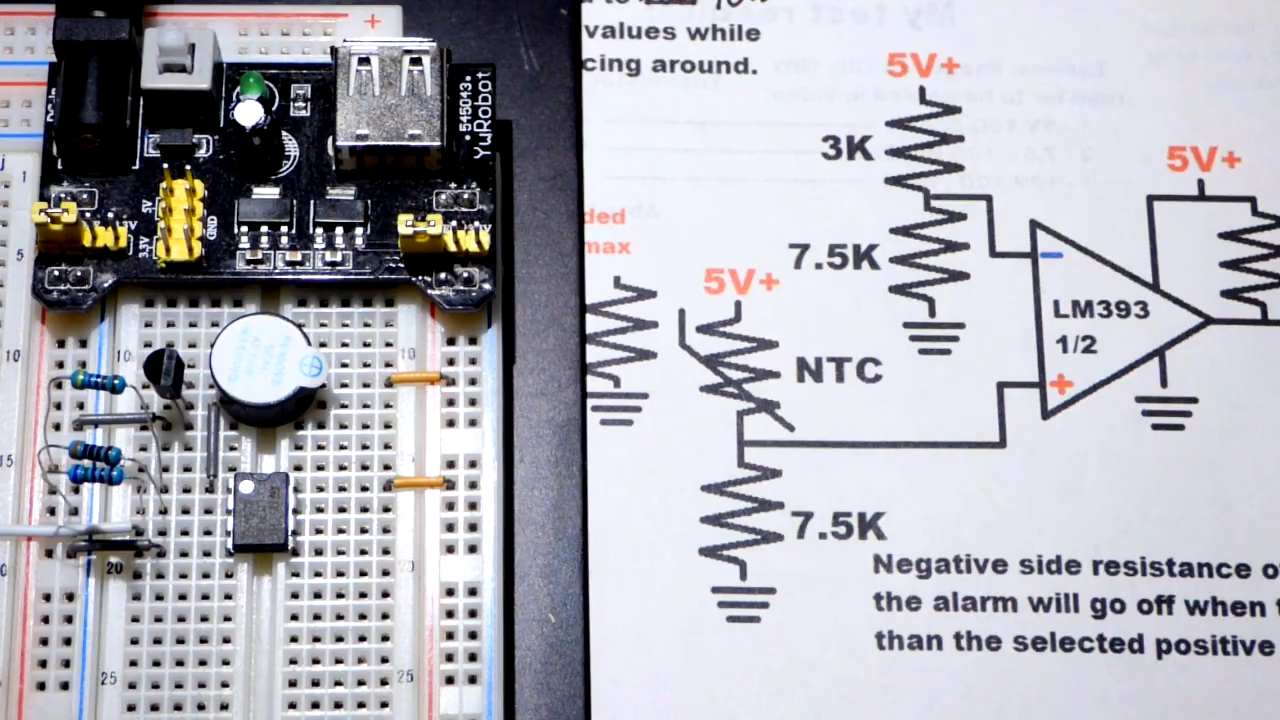 values while
cing around.
5V+
3K
7.5K
5V+
ded
max
5V+
NTC
LM393
1/2
7.5K
Negative side resistance o
the alarm will go off when
than the selected positive
545043
YwRobot
5V
GND
3.3V
+
j
1
5
10
15
10
20
25
10
15
20
25